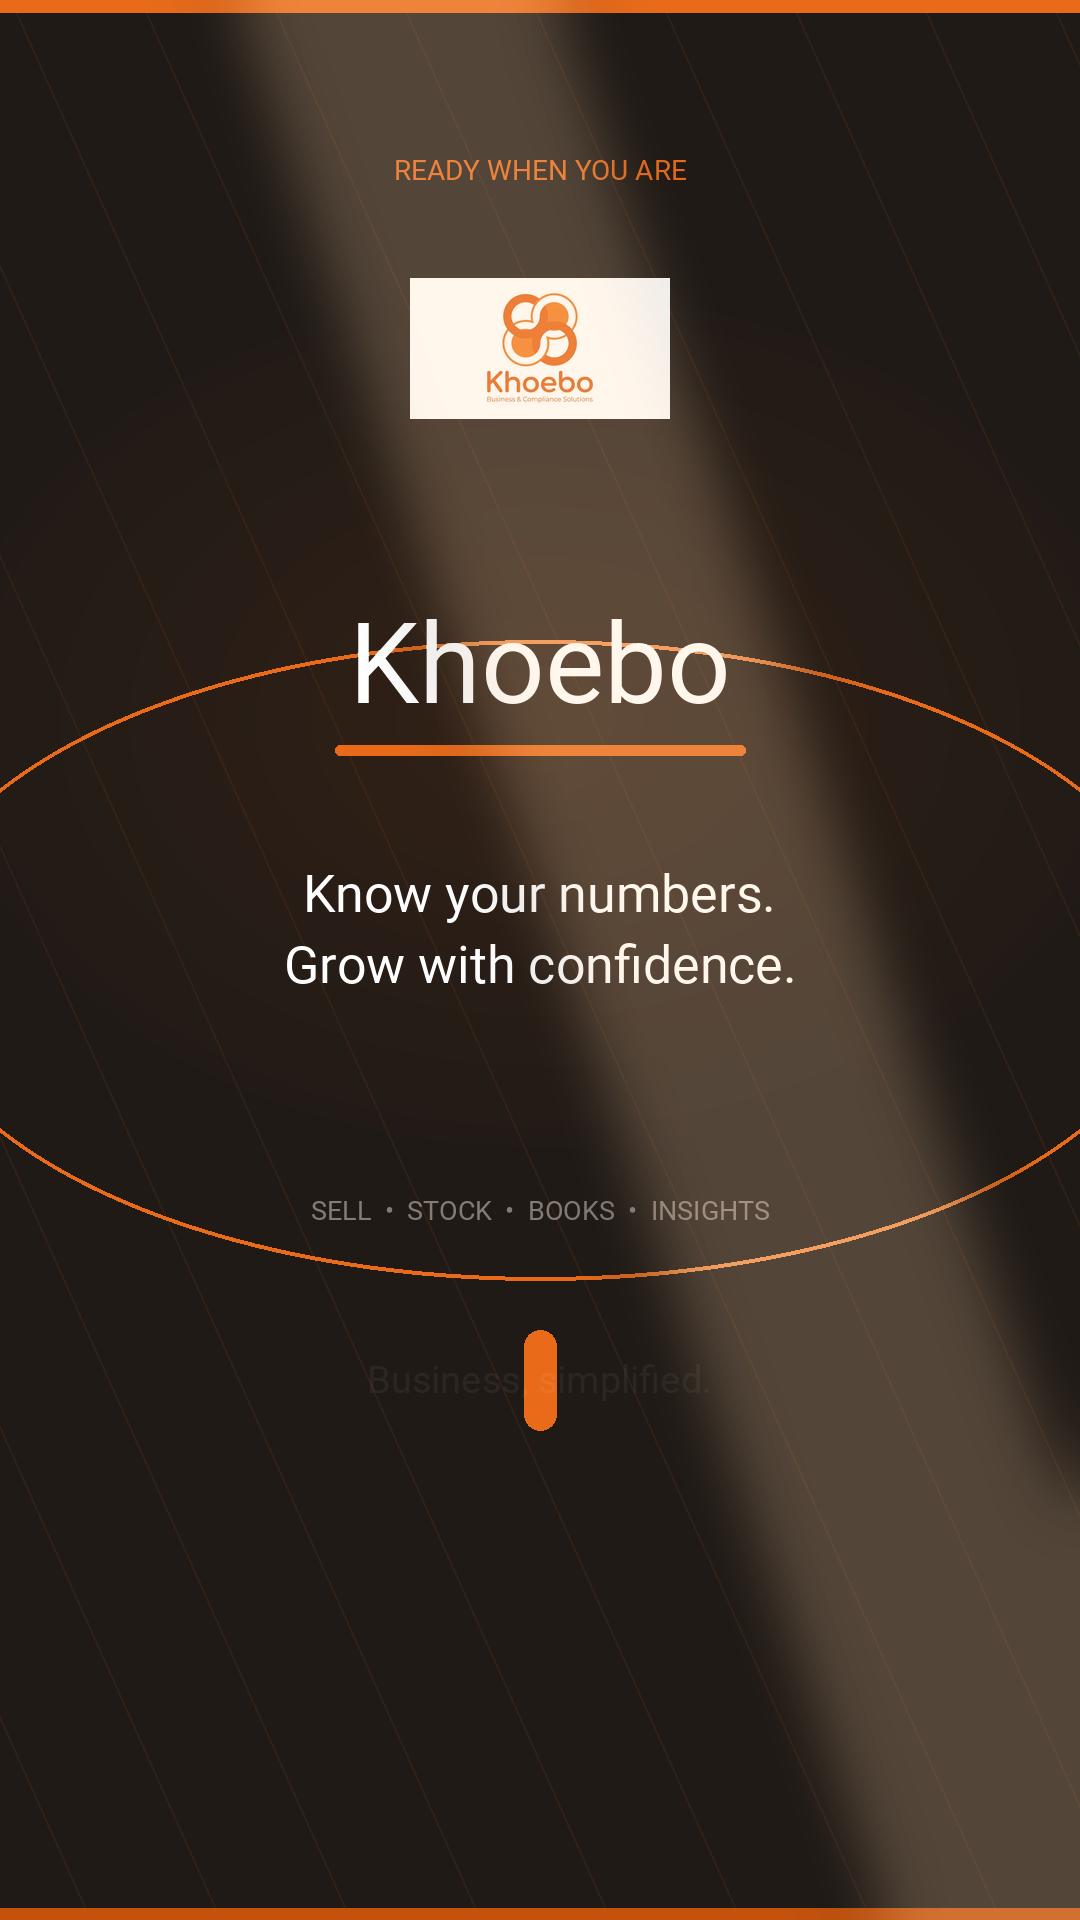 READY WHEN YOU ARE
Khoebo
Business & Compliance Solutions
Khoebo
Know your numbers.
Grow with confidence.
SELL • STOCK • BOOKS • INSIGHTS
Business, simplified.